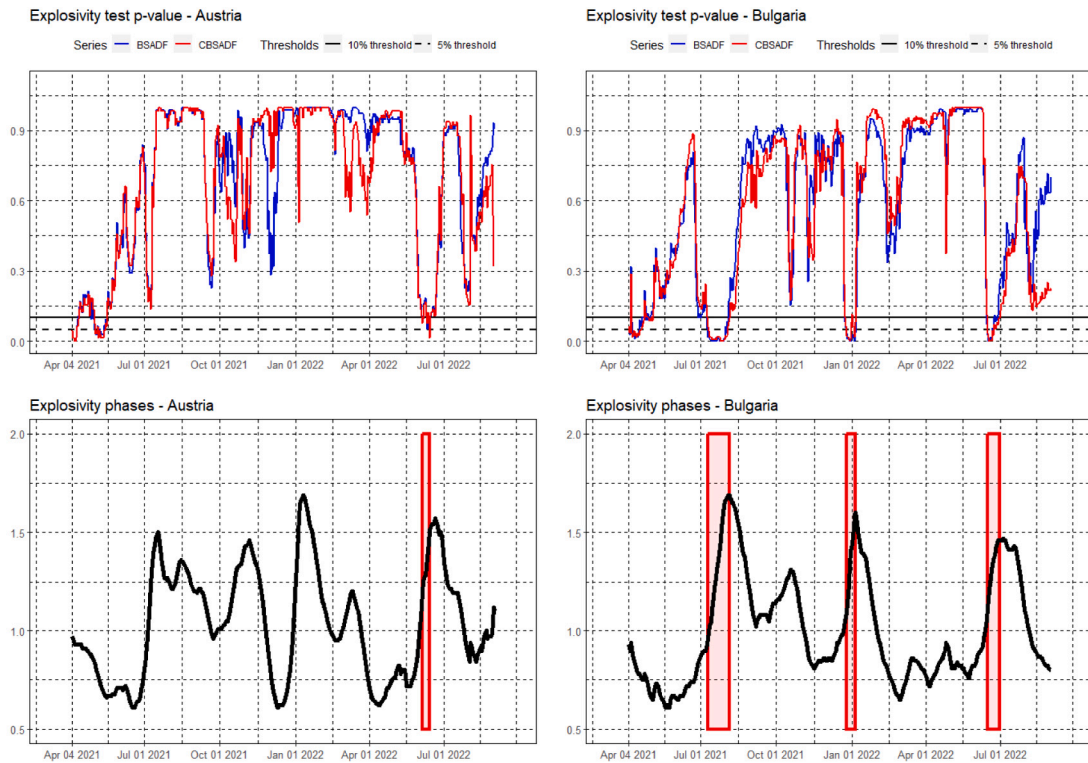 Explosivity test p-value - Austria
Series BSADF CBSADF Thresholds 10% threshold 5% threshold
0.9
0.6
0.3
0.0
Apr 04 2021 Jul 01 2021 Oct 01 2021 Jan 01 2022 Apr 01 2022 Jul 01 2022
Explosivity test p-value - Bulgaria
Series BSADF CBSADF Thresholds 10% threshold 5% threshold
0.9
0.6
0.3
0.0
Apr 04 2021 Jul 01 2021 Oct 01 2021 Jan 01 2022 Apr 01 2022 Jul 01 2022
Explosivity phases - Austria
2.0
1.5
1.0
0.5
Apr 04 2021 Jul 01 2021 Oct 01 2021 Jan 01 2022 Apr 01 2022 Jul 01 2022
Explosivity phases - Bulgaria
2.0
1.5
1.0
0.5
Apr 04 2021 Jul 01 2021 Oct 01 2021 Jan 01 2022 Apr 01 2022 Jul 01 2022